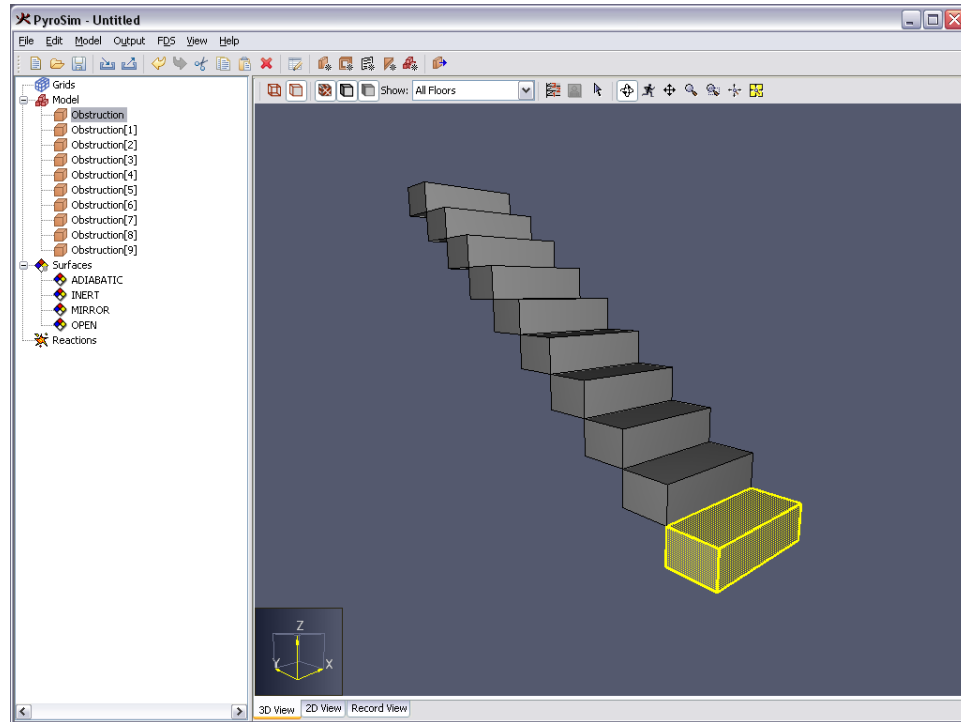 PyroSim - Untitled
File Edit Model Output FDS View Help
Show: All Floors
Grids
Model
Obstruction
Obstruction[1]
Obstruction[2]
Obstruction[3]
Obstruction[4]
Obstruction[5]
Obstruction[6]
Obstruction[7]
Obstruction[8]
Obstruction[9]
Surfaces
ADIABATIC
INERT
MIRROR
OPEN
Reactions
Z
Y X
3D View 2D View Record View